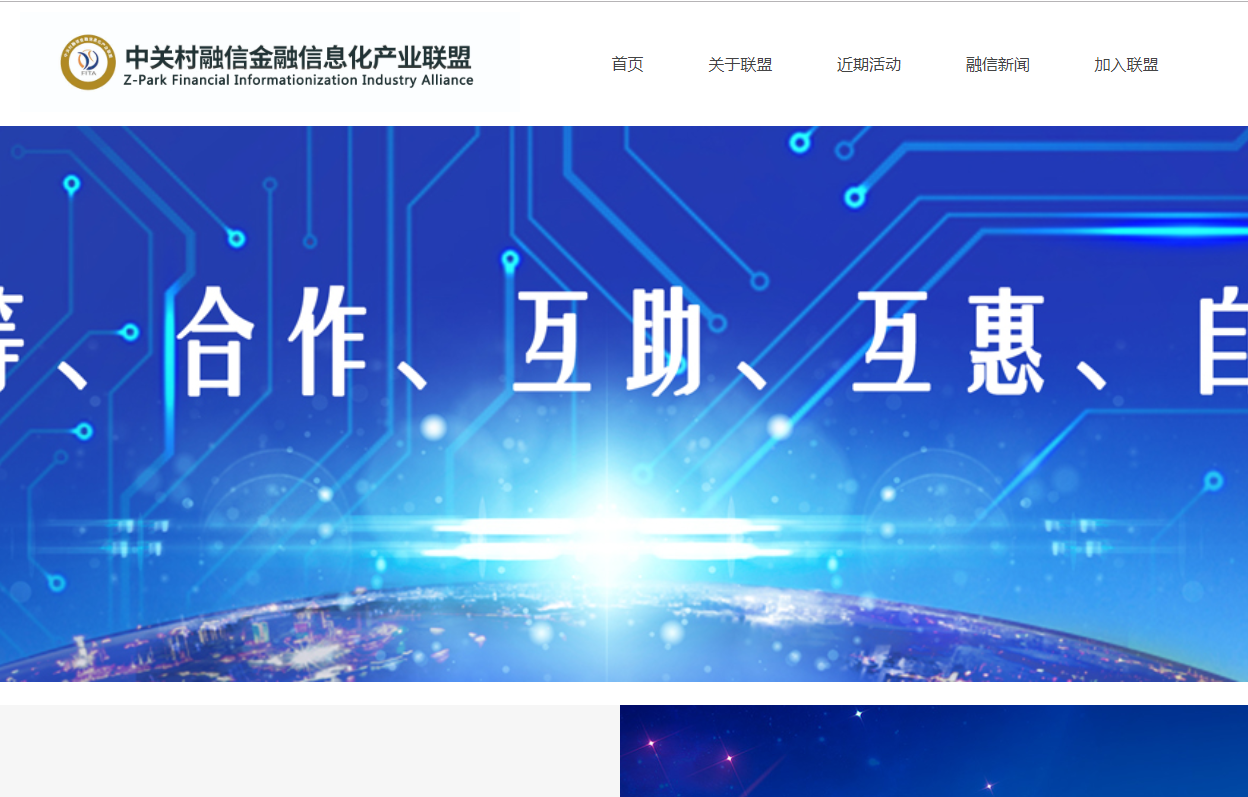 中关村融信金融信息化产业联盟
Z-Park Financial Informationization Industry Alliance
FITA
首页 关于联盟 近期活动 融信新闻 加入联盟
、合作、互助、互惠、自